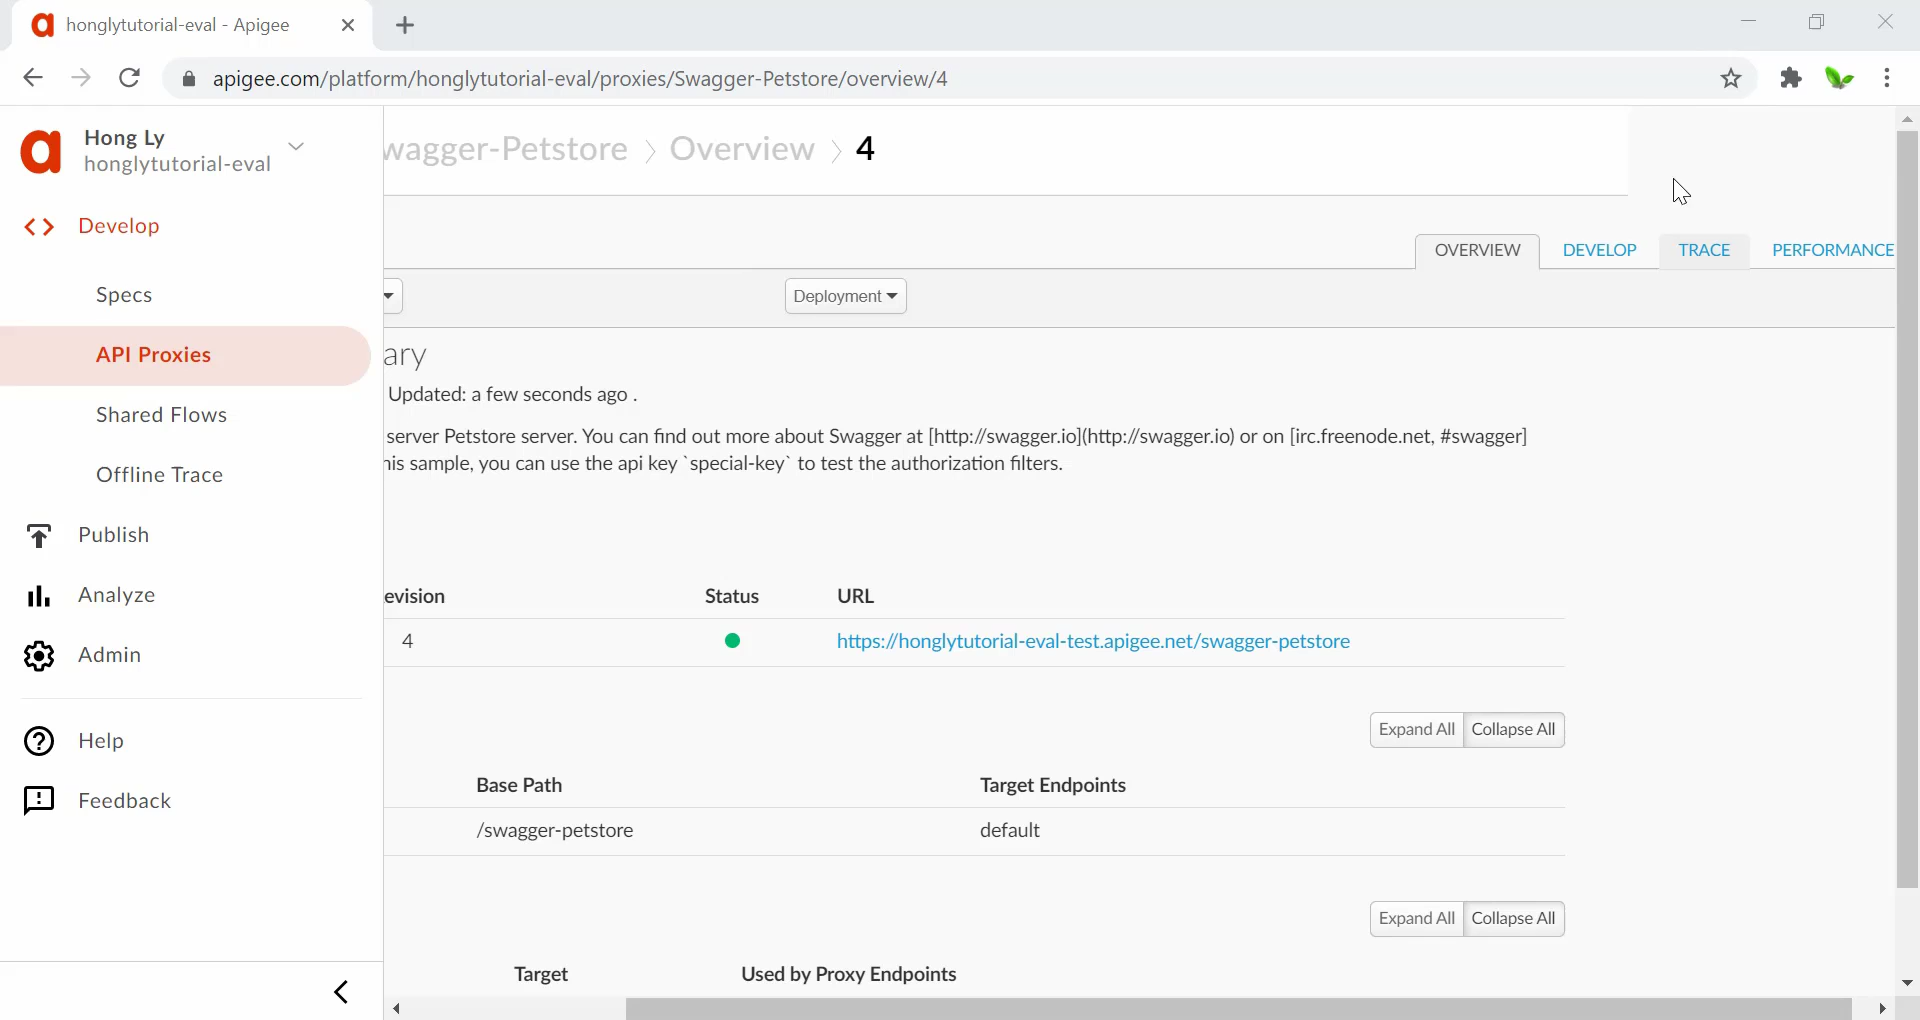 honglytutorial-eval - Apigee
apigee.com/platform/honglytutorial-eval/proxies/Swagger-Petstore/overview/4
Hong Ly
honglytutorial-eval
wagger-Petstore > Overview > 4
Develop
OVERVIEW DEVELOP TRACE PERFORMANCE
Specs
Deployment
API Proxies
ary
Updated: a few seconds ago .
Shared Flows
server Petstore server. You can find out more about Swagger at [http://swagger.io](http://swagger.io) or on [irc.freenode.net, #swagger]
his sample, you can use the api key `special-key` to test the authorization filters.
Offline Trace
Publish
Analyze
evision Status URL
4 https://honglytutorial-eval-test.apigee.net/swagger-petstore
Admin
Expand All Collapse All
Help
Base Path Target Endpoints
Feedback
/swagger-petstore default
Expand All Collapse All
Target Used by Proxy Endpoints